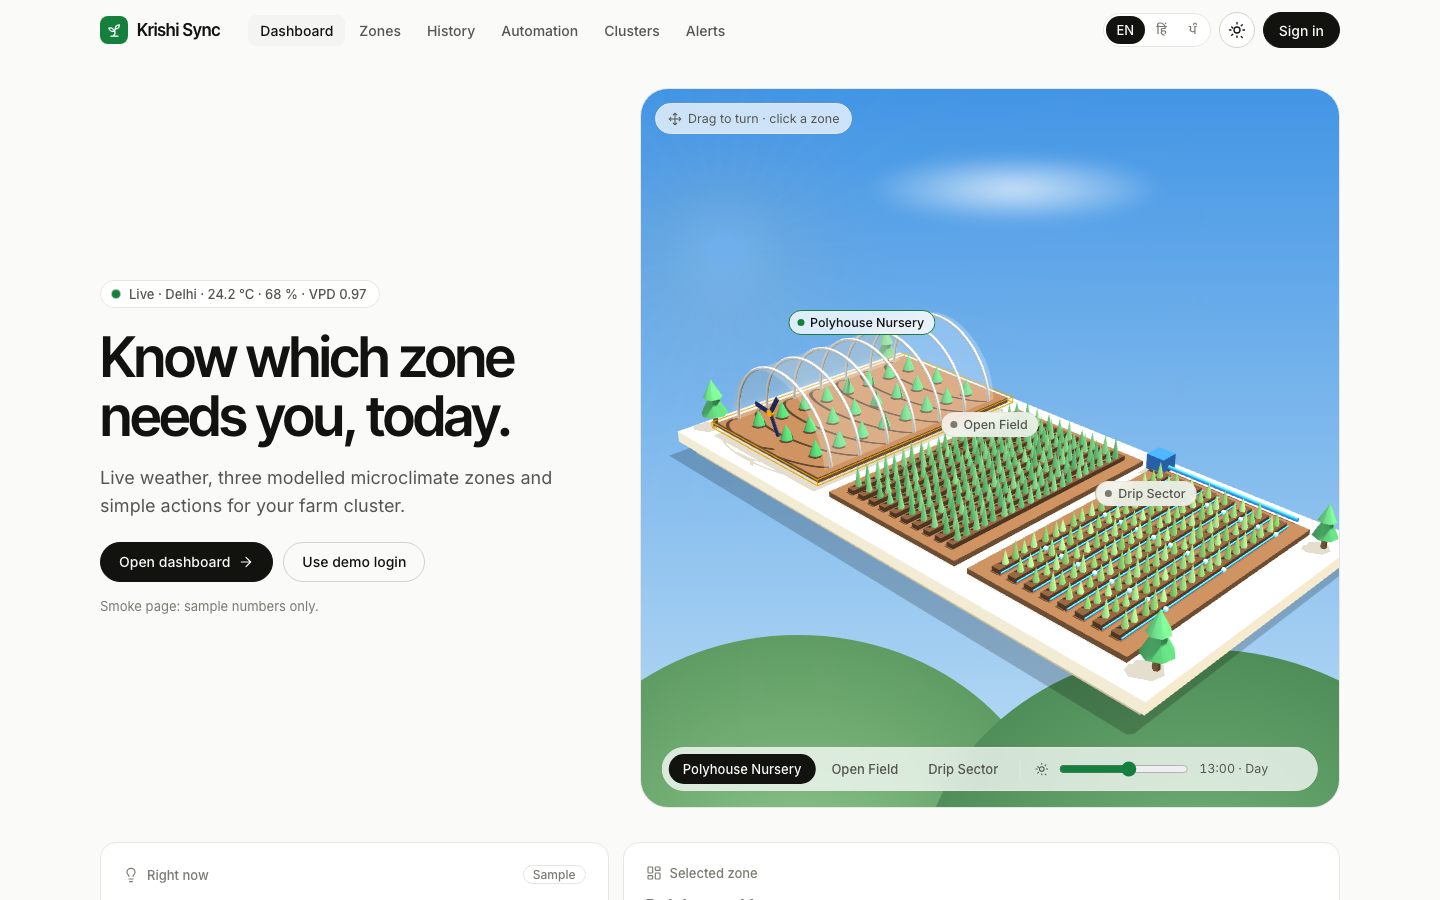 Krishi Sync
Dashboard
Zones
History
Automation
Clusters
Alerts
EN
हिं
ਪੰ
Sign in
Drag to turn · click a zone
Live · Delhi · 24.2 °C · 68 % · VPD 0.97
Know which zone
needs you, today.
Live weather, three modelled microclimate zones and
simple actions for your farm cluster.
Open dashboard
Use demo login
Smoke page: sample numbers only.
Polyhouse Nursery
Open Field
Drip Sector
Polyhouse Nursery
Open Field
Drip Sector
13:00 · Day
Right now
Sample
Selected zone